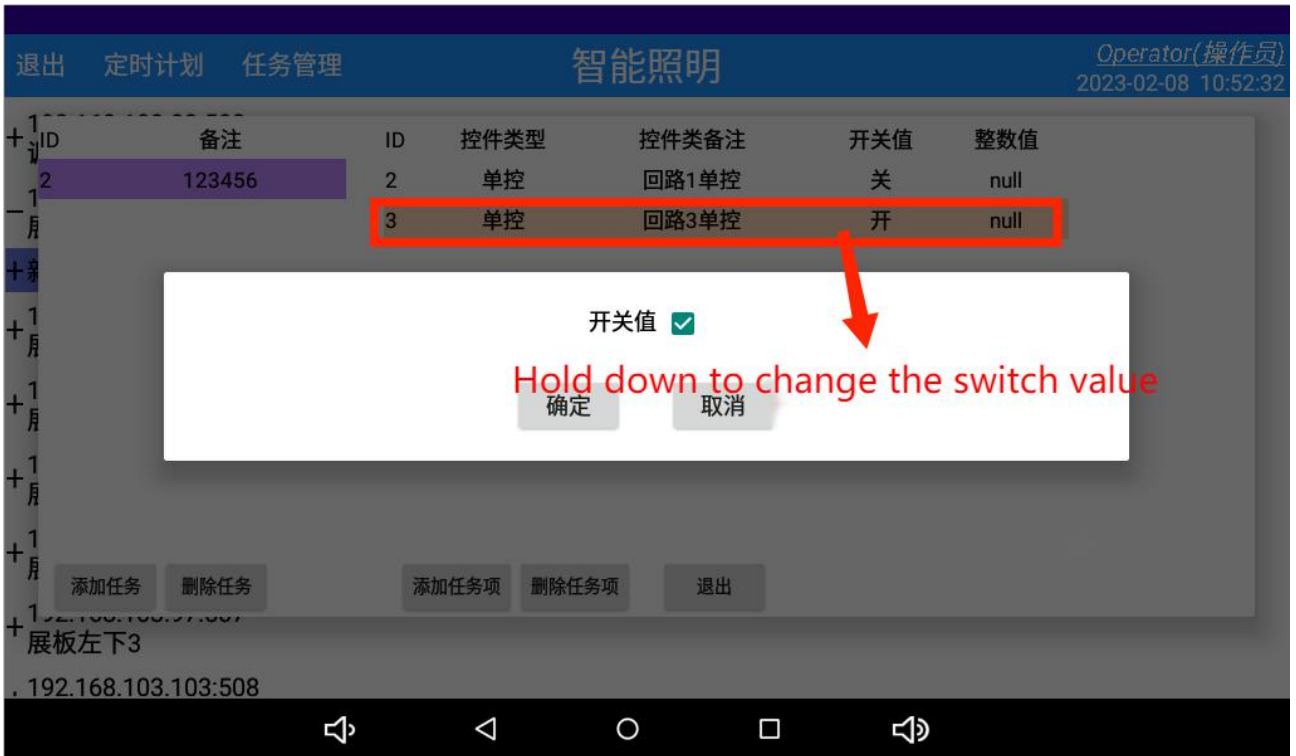 退出 定时计划 任务管理 智能照明 Operator(操作员)
2023-02-08 10:52:32
ID 备注 ID 控件类型 控件类备注 开关值 整数值
2 123456 2 单控 回路1单控 关 null
3 单控 回路3单控 开 null
开关值
Hold down to change the switch value
确定 取消
添加任务 删除任务 添加任务项 删除任务项 退出
展板左下3
192.168.103.103:508